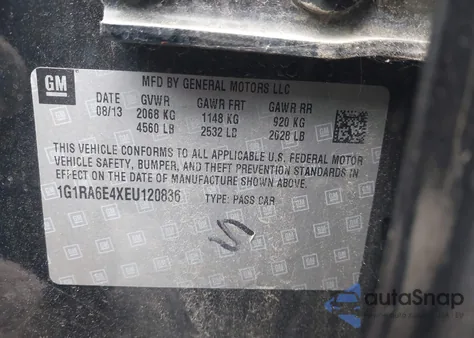 GM
MFD BY GENERAL MOTORS LLC
DATE GVWR GAWR FRT GAWR RR
08/13 2068 KG 1148 KG 920 KG
4560 LB 2532 LB 2028 LB
THIS VEHICLE CONFORMS TO ALL APPLICABLE U.S. FEDERAL MOTOR
VEHICLE SAFETY, BUMPER, AND THEFT PREVENTION STANDARDS IN
EFFECT ON THE DATE OF MANUFACTURE SHOWN ABOVE.
1G1RA6E4XEU120836 TYPE: PASS CAR
S
autoSnap